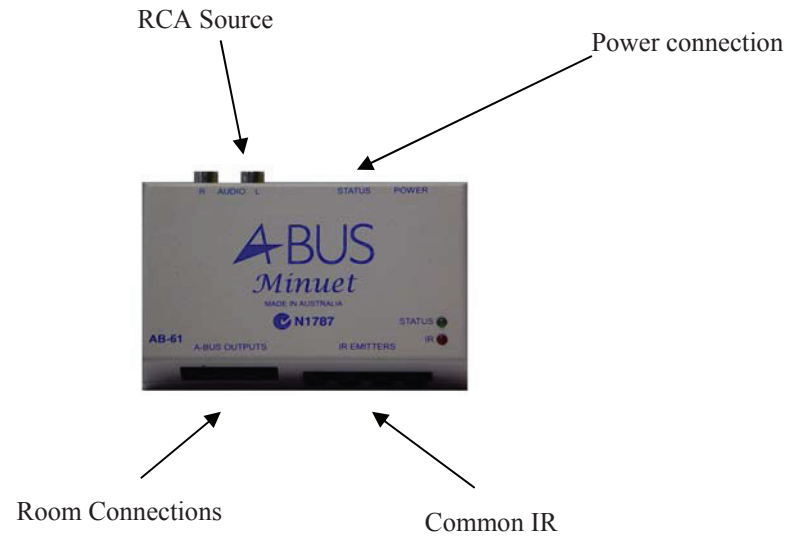 RCA Source
Power connection
R AUDIO L
STATUS POWER
A-BUS
Minuet
MADE IN AUSTRALIA
N1787
STATUS
IR
AB-61
A-BUS OUTPUTS
IR EMITTERS
Room Connections
Common IR